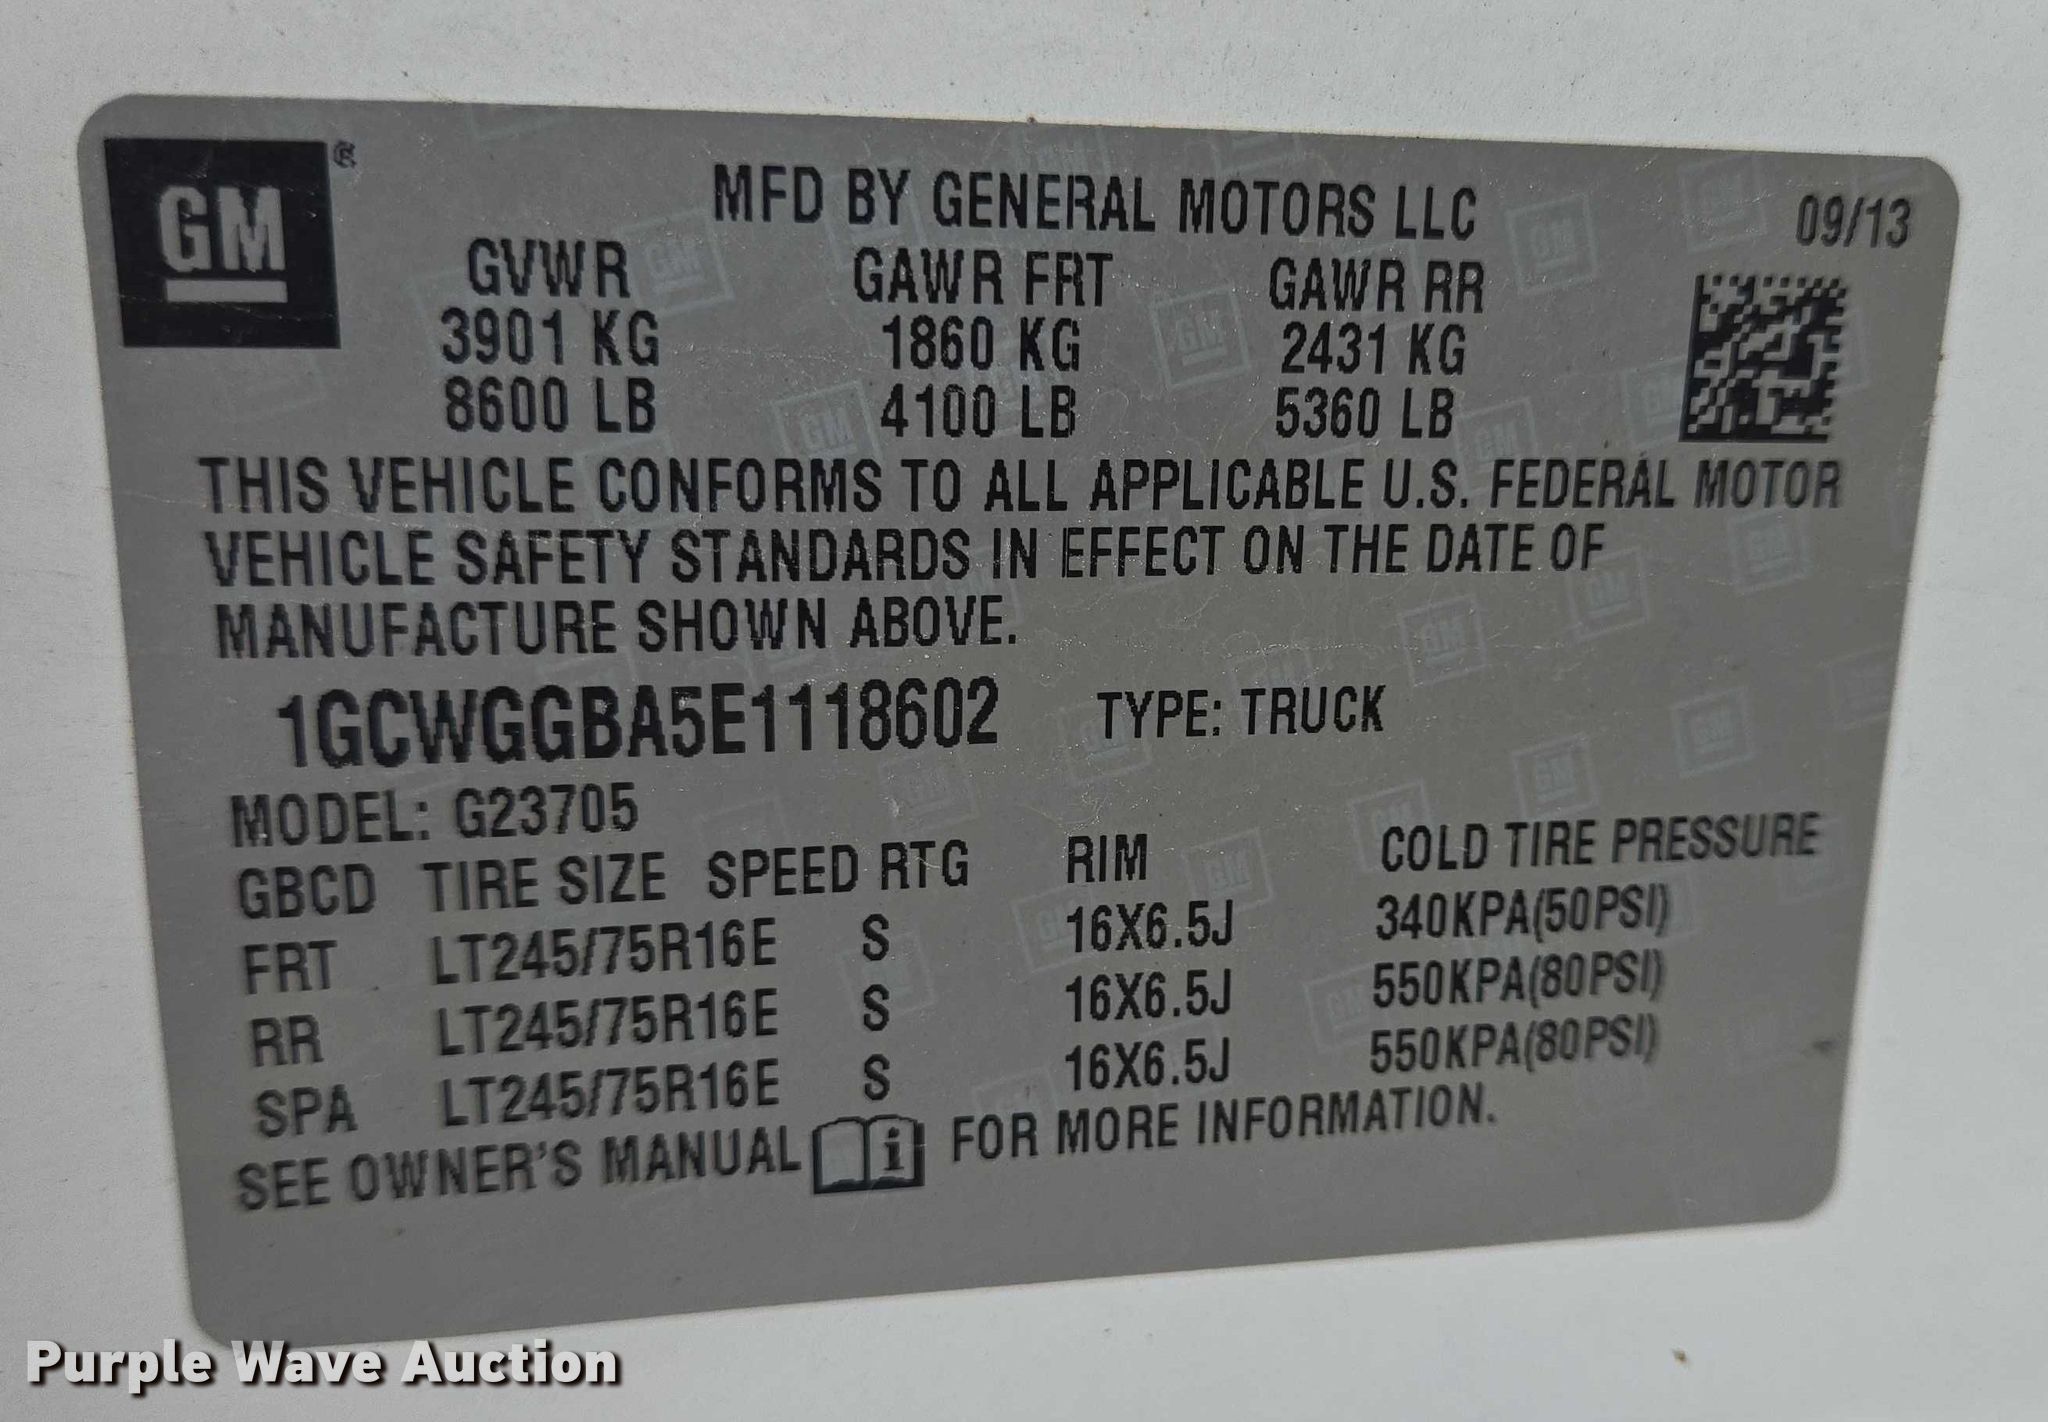 GM ®
MFD BY GENERAL MOTORS LLC 09/13
GVWR GAWR FRT GAWR RR
3901 KG 1860 KG 2431 KG
8600 LB 4100 LB 5360 LB
THIS VEHICLE CONFORMS TO ALL APPLICABLE U.S. FEDERAL MOTOR
VEHICLE SAFETY STANDARDS IN EFFECT ON THE DATE OF
MANUFACTURE SHOWN ABOVE.
1GCWGGBA5E1118602 TYPE: TRUCK
MODEL: G23705
GBCD TIRE SIZE SPEED RTG RIM COLD TIRE PRESSURE
FRT LT245/75R16E S 16X6.5J 340KPA(50PSI)
RR LT245/75R16E S 16X6.5J 550KPA(80PSI)
SPA LT245/75R16E S 16X6.5J 550KPA(80PSI)
SEE OWNER'S MANUAL i FOR MORE INFORMATION.
Purple Wave Auction